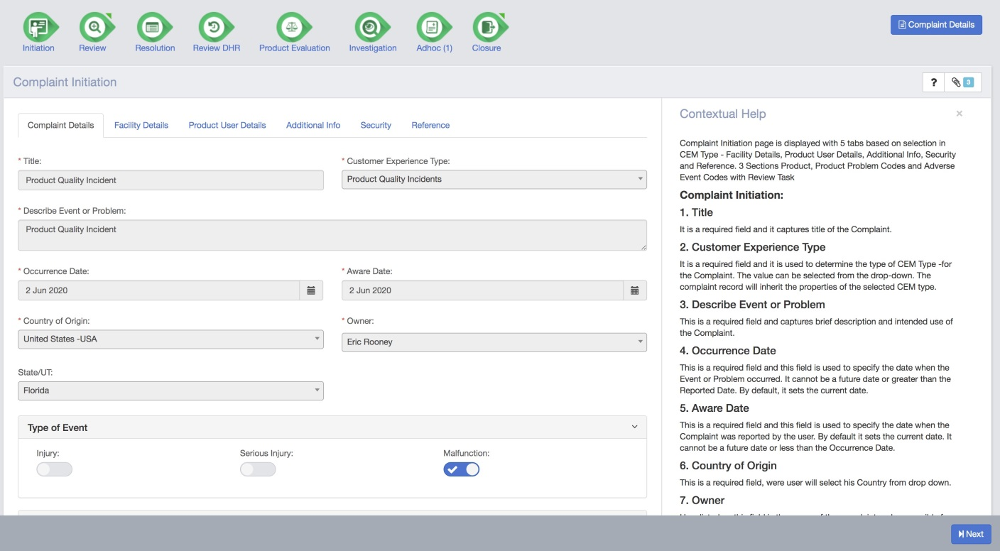 Initiation
Review
Resolution
Review DHR
Product Evaluation
Investigation
Adhoc (1)
Closure
Complaint Details
Complaint Initiation
?
3
Complaint Details
Facility Details
Product User Details
Additional Info
Security
Reference
* Title:
Product Quality Incident
* Customer Experience Type:
Product Quality Incidents
* Describe Event or Problem:
Product Quality Incident
* Occurrence Date:
2 Jun 2020
* Aware Date:
2 Jun 2020
* Country of Origin:
United States -USA
* Owner:
Eric Rooney
State/UT:
Florida
Type of Event
Injury:
Serious Injury:
Malfunction:
Contextual Help
×
Complaint Initiation page is displayed with 5 tabs based on selection in
CEM Type - Facility Details, Product User Details, Additional Info, Security
and Reference. 3 Sections Product, Product Problem Codes and Adverse
Event Codes with Review Task
Complaint Initiation:
1. Title
It is a required field and it captures title of the Complaint.
2. Customer Experience Type
It is a required field and it is used to determine the type of CEM Type -for
the Complaint. The value can be selected from the drop-down. The
complaint record will inherit the properties of the selected CEM type.
3. Describe Event or Problem
This is a required field and captures brief description and intended use of
the Complaint.
4. Occurrence Date
This is a required field and this field is used to specify the date when the
Event or Problem occurred. It cannot be a future date or greater than the
Reported Date. By default, it sets the current date.
5. Aware Date
This is a required field and this field is used to specify the date when the
Complaint was reported by the user. By default it sets the current date. It
cannot be a future date or less than the Occurrence Date.
6. Country of Origin
This is a required field, were user will select his Country from drop down.
7. Owner
Next